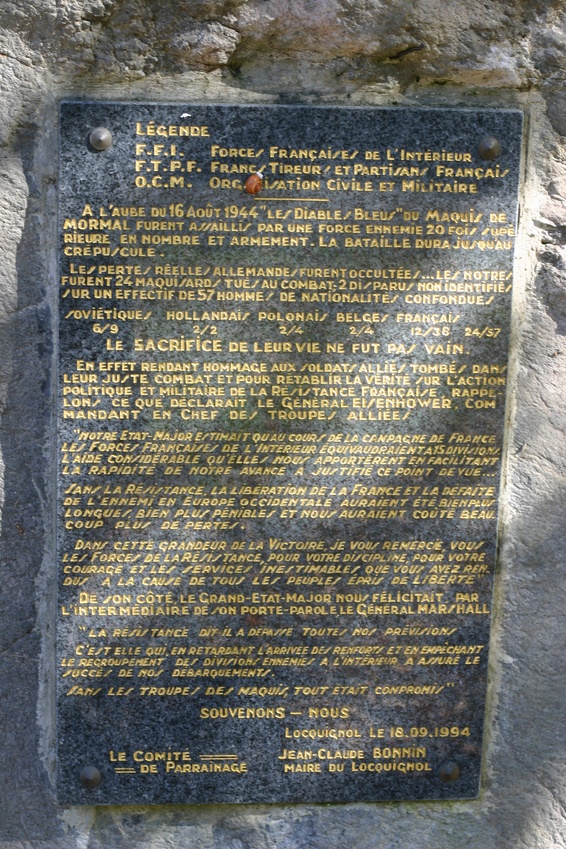 LÉGENDE
F.F.I. FORCES FRANÇAISES DE L'INTÉRIEUR
F.T.P.F. FRANCS TIREURS ET PARTISANS FRANÇAIS
O.C.M. ORGANISATION CIVILE ET MILITAIRE
A L'AUBE DU 16 AOÛT 1944 "LES DIABLES BLEUS" DU MAQUIS DE
MORMAL FURENT ASSAILLIS PAR UNE FORCE ENNEMIE 20 FOIS SUPÉ
RIEURE EN NOMBRE ET ARMEMENT. LA BATAILLE DURA JUSQU'AU
CRÉPUSCULE.
LES PERTES RÉELLE ALLEMANDE FURENT OCCULTÉES... LES NOTRES
FURENT 24 MAQUISARDS TUÉS AU COMBAT-2 DISPARUS NON IDENTIFIÉS
SUR UN EFFECTIF DE 57 HOMMES DE NATIONALITÉS CONFONDUES
SOVIÉTIQUES HOLLANDAIS POLONAIS BELGES FRANÇAIS
6/9 2/2 2/4 2/4 12/38 24/57
LE SACRIFICE DE LEUR VIE NE FUT PAS VAIN.
EN EFFET RENDANT HOMMAGE AUX SOLDATS ALLIÉS TOMBÉS DANS
LEUR JUSTE COMBAT ET POUR RÉTABLIR LA VÉRITÉ SUR L'ACTION
POLITIQUE ET MILITAIRE DE LA RÉSISTANCE FRANÇAISE, RAPPE-
LONS CE QUE DÉCLARAIT LE GÉNÉRAL EISENHOWER, COM
MANDANT EN CHEF DES TROUPES ALLIÉES
"NOTRE ETAT-MAJOR ESTIMAIT QU'AU COURS DE LA CAMPAGNE DE FRANCE
LES FORCES FRANÇAISES DE L'INTÉRIEUR ÉQUIVAUDRAIENT A 15 DIVISIONS
L'AIDE CONSIDÉRABLE QU'ELLES NOUS APPORTÈRENT EN FACILITANT
LA RAPIDITÉ DE NOTRE AVANCE A JUSTIFIÉ CE POINT DE VUE...
SANS LA RÉSISTANCE, LA LIBÉRATION DE LA FRANCE ET LA DÉFAITE
DE L'ENNEMI EN EUROPE OCCIDENTALE AURAIENT ÉTÉ BIEN PLUS
LONGUES BIEN PLUS PÉNIBLES ET NOUS AURAIENT COUTÉ BEAU.
COUP PLUS DE PERTES.
DANS CETTE GRANDEUR DE LA VICTOIRE, JE VOUS REMERCIE, VOUS
LES FORCES DE LA RÉSISTANCE, POUR VOTRE DISCIPLINE, POUR VOTRE
COURAGE ET LES SERVICES INESTIMABLES QUE VOUS AVEZ REN.
DUS A LA CAUSE DE TOUS LES PEUPLES ÉPRIS DE LIBERTÉ"
DE SON CÔTÉ, LE GRAND-ETAT-MAJOR NOUS FÉLICITAIT PAR
L'INTERMÉDIAIRE DE SON PORTE-PAROLE LE GÉNÉRAL MARSHALL
"LA RÉSISTANCE DIT IL A DÉPASSÉ TOUTES NOS PRÉVISIONS
C'EST ELLE QUI, EN RETARDANT L'ARRIVÉE DES RENFORTS ET EN EMPÊCHANT
LE REGROUPEMENT DES DIVISIONS ENNEMIES A L'INTÉRIEUR A ASSURÉ LE
SUCCÈS DE NOS DÉBARQUEMENTS.
SANS LES TROUPES DES MAQUIS, TOUT ÉTAIT COMPROMIS"
SOUVENONS - NOUS
LOCQUIGNOL LE 18.09.1994
LE COMITÉ
DE PARRAINAGE
JEAN-CLAUDE BONNIN
MAIRE DU LOCQUIGNOL